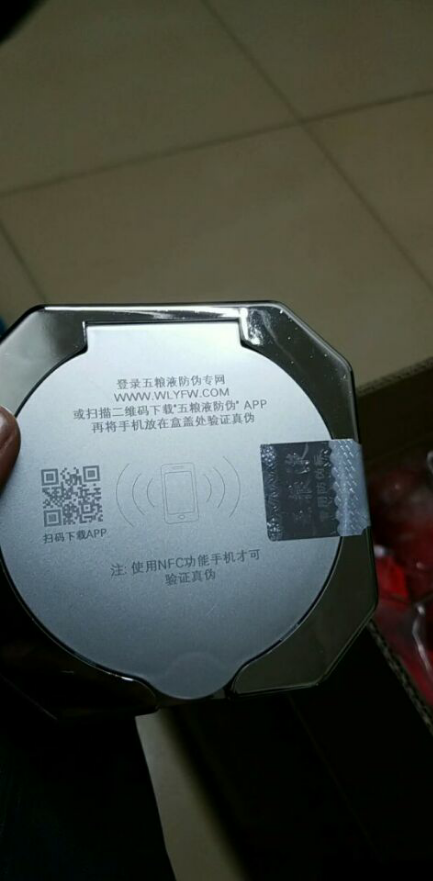 登录五粮液防伪专网
WWW.WLYFW.COM
或扫描二维码下载"五粮液防伪" APP
再将手机放在盒盖处验证真伪
扫码下载APP
注: 使用NFC功能手机才可
验证真伪
五粮液